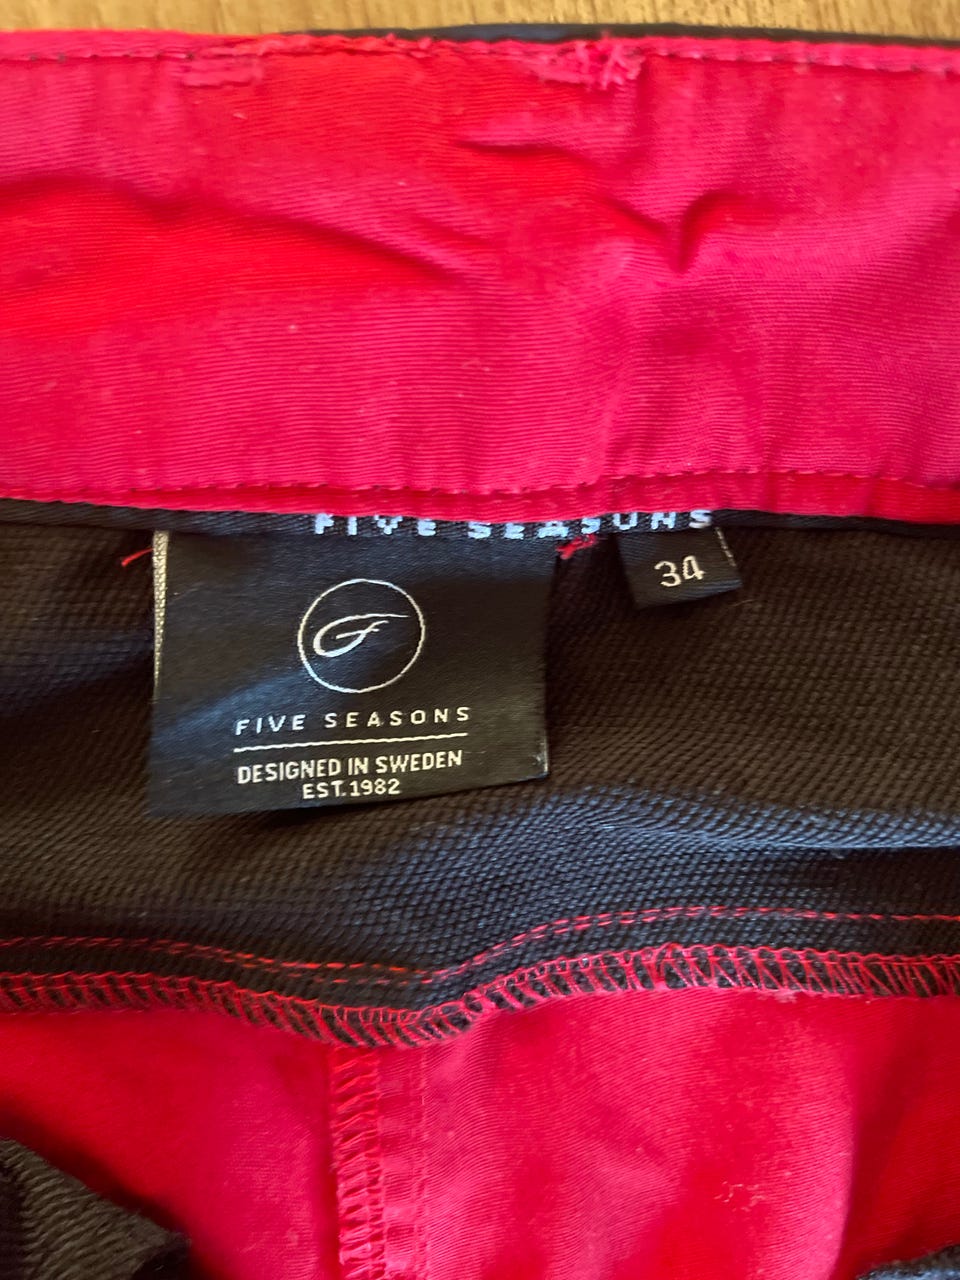 FIVE SEASONS
34
F
FIVE SEASONS
DESIGNED IN SWEDEN
EST.1982